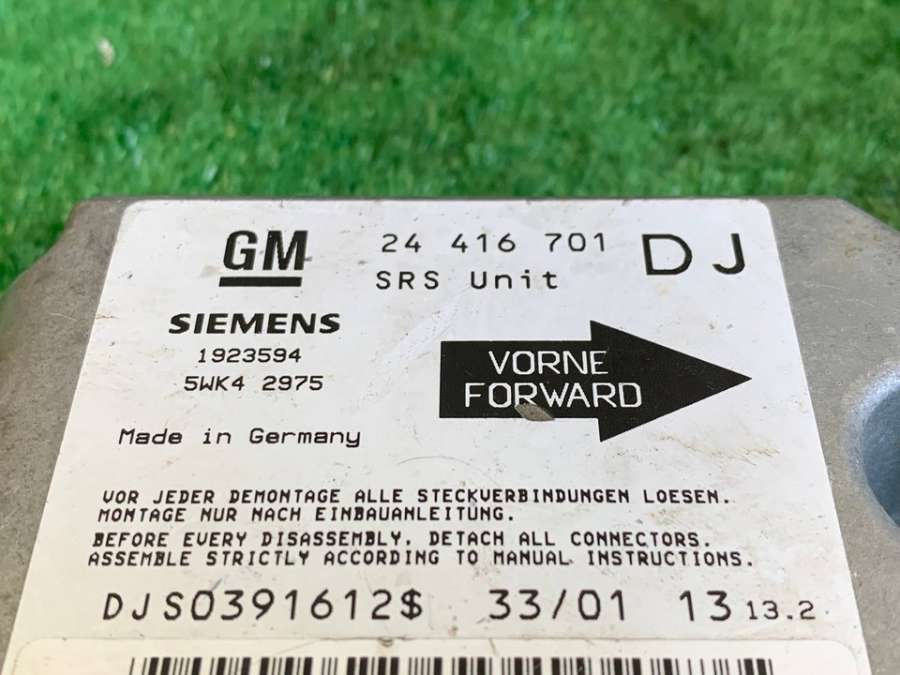 GM 24 416 701 DJ
SRS Unit
SIEMENS
1923594
5WK4 2975
VORNE
FORWARD
Made in Germany
VOR JEDER DEMONTAGE ALLE STECKVERBINDUNGEN LOESEN.
MONTAGE NUR NACH EINBAUANLEITUNG.
BEFORE EVERY DISASSEMBLY, DETACH ALL CONNECTORS.
ASSEMBLE STRICTLY ACCORDING TO MANUAL INSTRUCTIONS.
DJS0391612$ 33/01 13 13.2